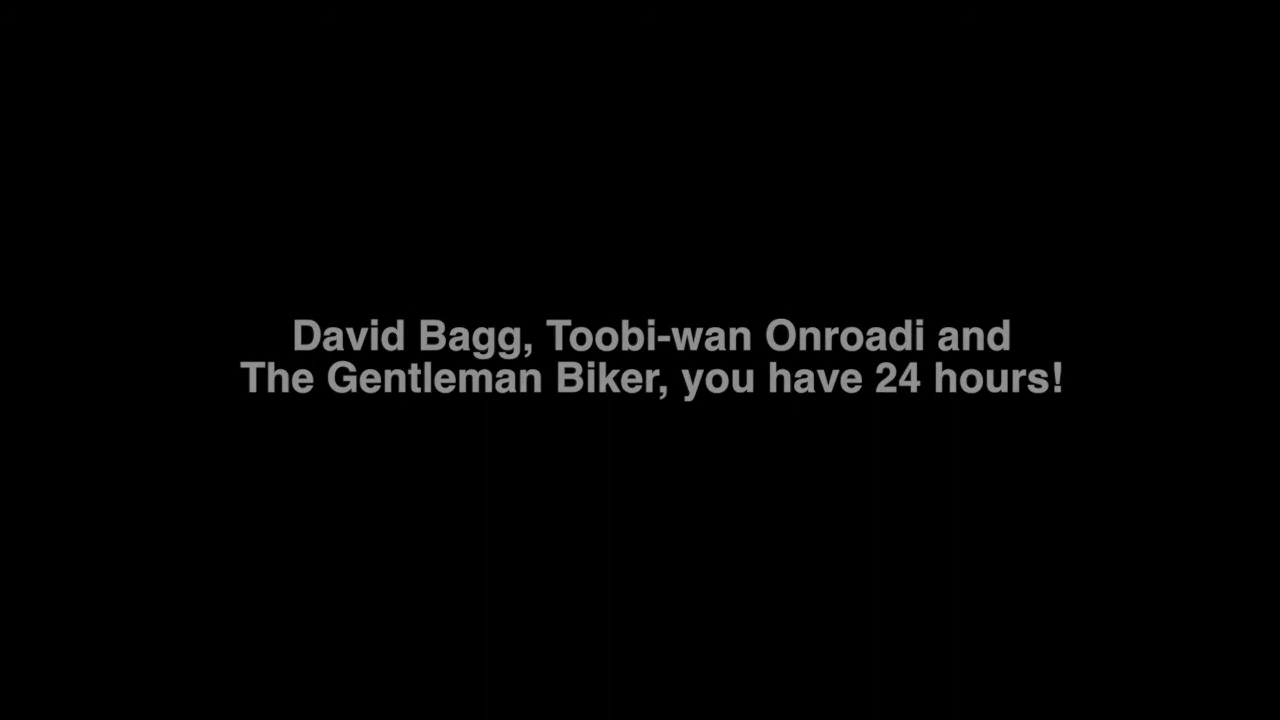 David Bagg, Toobi-wan Onroadi and
The Gentleman Biker, you have 24 hours!